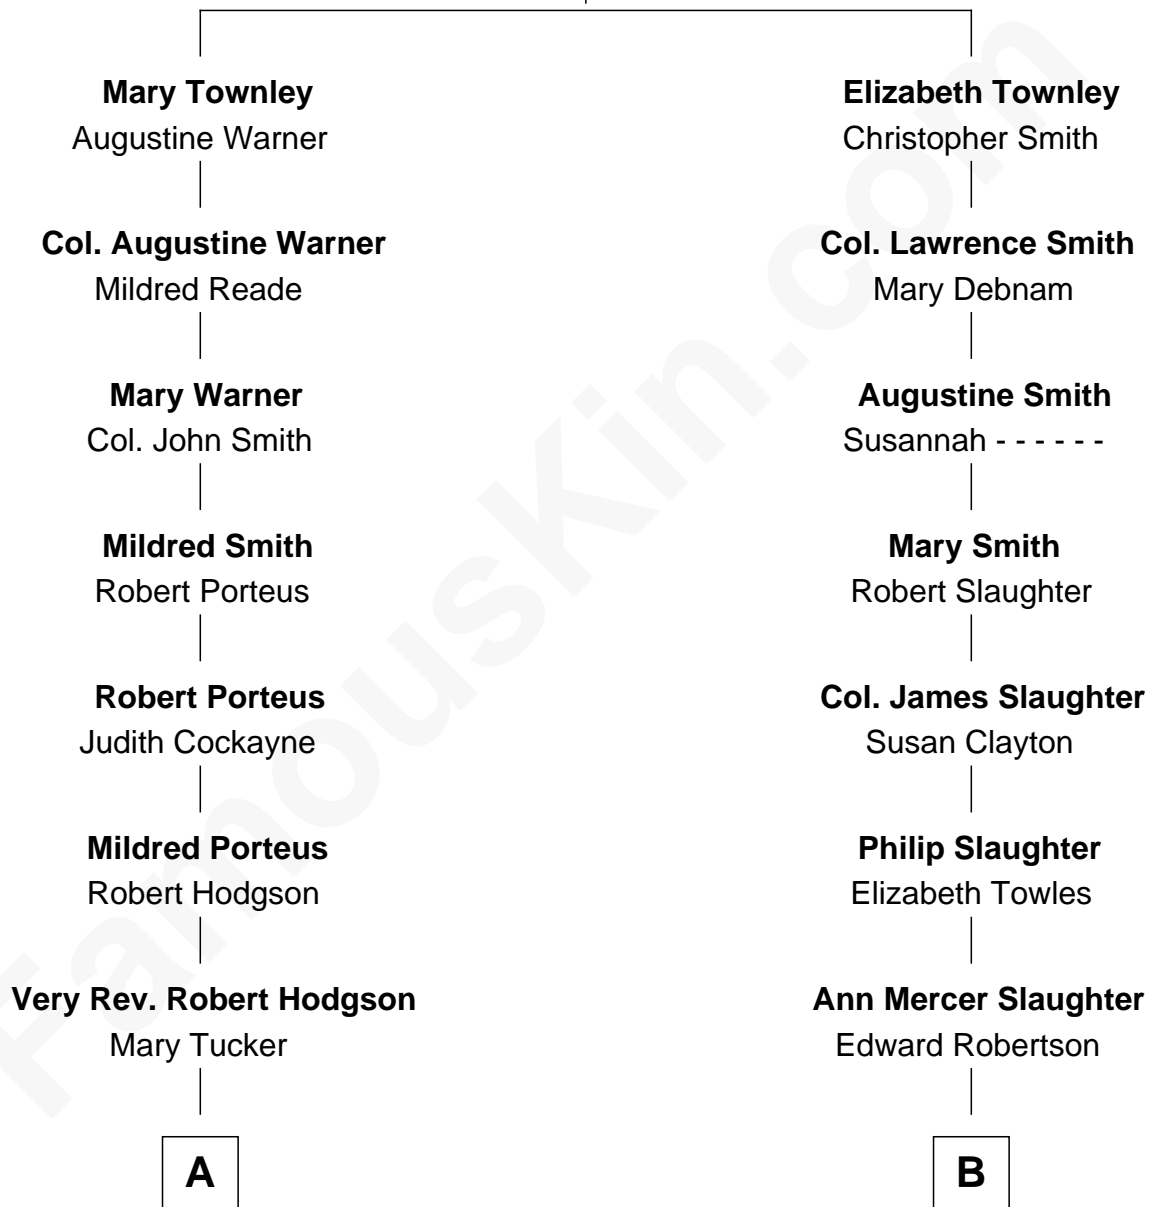 Mary Townley
Augustine Warner
Col. Augustine Warner
Mildred Reade
Mary Warner
Col. John Smith
Mildred Smith
Robert Porteus
Robert Porteus
Judith Cockayne
Mildred Porteus
Robert Hodgson
Very Rev. Robert Hodgson
Mary Tucker
A
Elizabeth Townley
Christopher Smith
Col. Lawrence Smith
Mary Debnam
Augustine Smith
Susannah - - - - - -
Mary Smith
Robert Slaughter
Col. James Slaughter
Susan Clayton
Philip Slaughter
Elizabeth Towles
Ann Mercer Slaughter
Edward Robertson
B
FamousKin.com